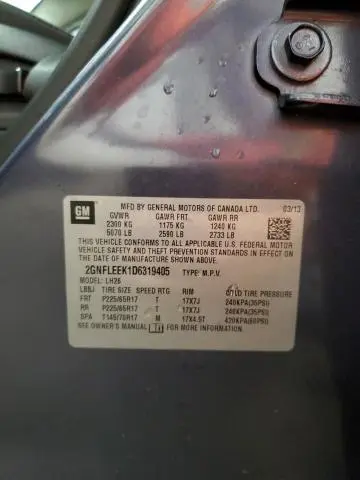 GM
MFD BY GENERAL MOTORS OF CANADA LTD. 03/13
GVWR GAWR FRT GAWR RR
2300 KG 1175 KG 1240 KG
5070 LB 2590 LB 2733 LB
THIS VEHICLE CONFORMS TO ALL APPLICABLE U.S. FEDERAL MOTOR
VEHICLE SAFETY AND THEFT PREVENTION STANDARDS IN EFFECT
ON THE DATE OF MANUFACTURE SHOWN ABOVE.
2GNFLEEK1D6319405 TYPE: M.P.V.
MODEL: LH26
LBBJ TIRE SIZE SPEED RTG RIM COLD TIRE PRESSURE
FRT P225/65R17 T 17X7J 240KPA(35PSI)
RR P225/65R17 T 17X7J 240KPA(35PSI)
SPA T145/70R17 M 17X4.5T 420KPA(60PSI)
SEE OWNER'S MANUAL FOR ADDITIONAL INFORMATION.